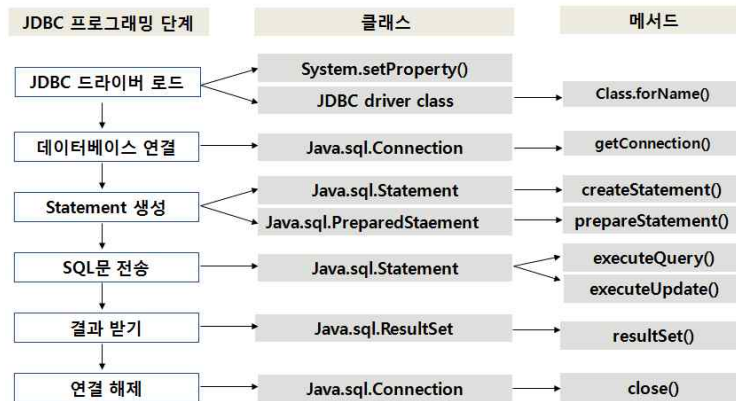 JDBC 프로그래밍 단계
클래스
메서드
JDBC 드라이버 로드
System.setProperty()
JDBC driver class
Class.forName()
데이터베이스 연결
Java.sql.Connection
getConnection()
Statement 생성
Java.sql.Statement
createStatement()
Java.sql.PreparedStaement
prepareStatement()
SQL문 전송
Java.sql.Statement
executeQuery()
executeUpdate()
결과 받기
Java.sql.ResultSet
resultSet()
연결 해제
Java.sql.Connection
close()